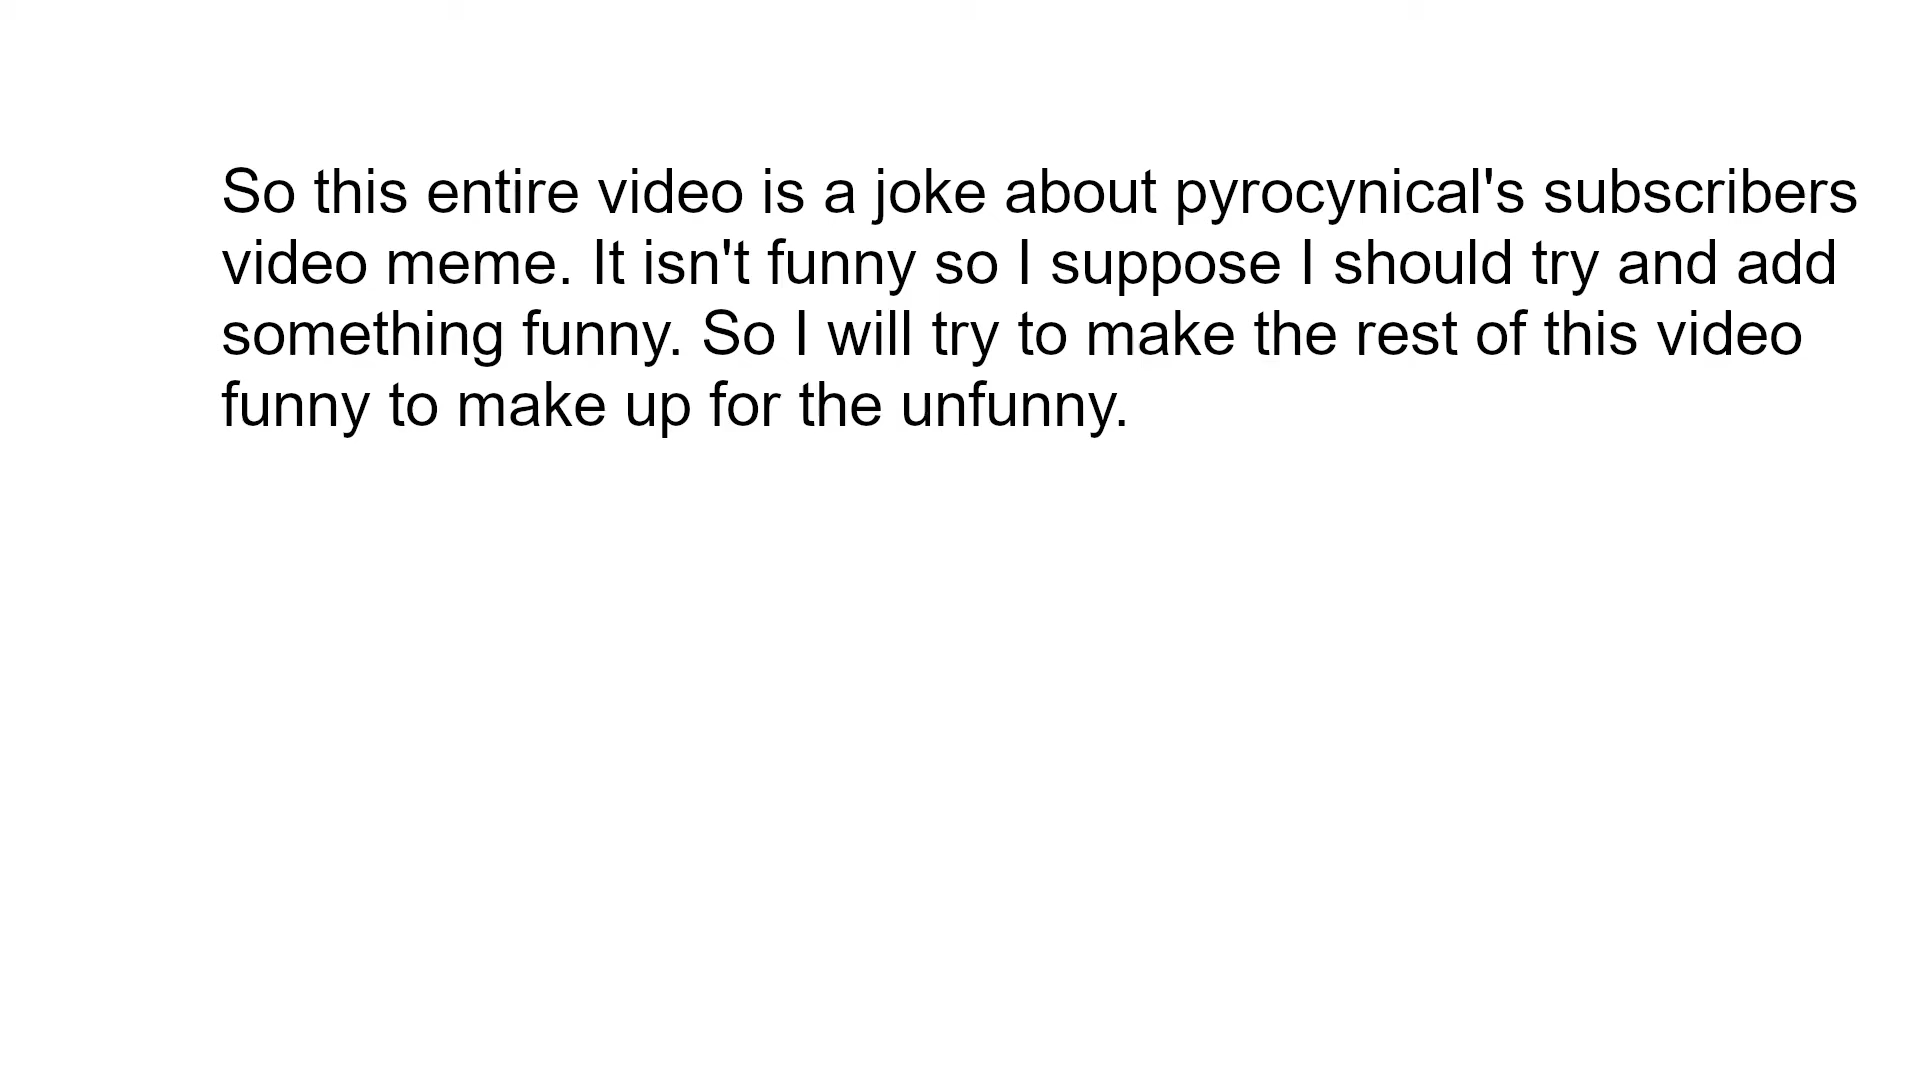 So this entire video is a joke about pyrocynical's subscribers
video meme. It isn't funny so I suppose I should try and add
something funny. So I will try to make the rest of this video
funny to make up for the unfunny.